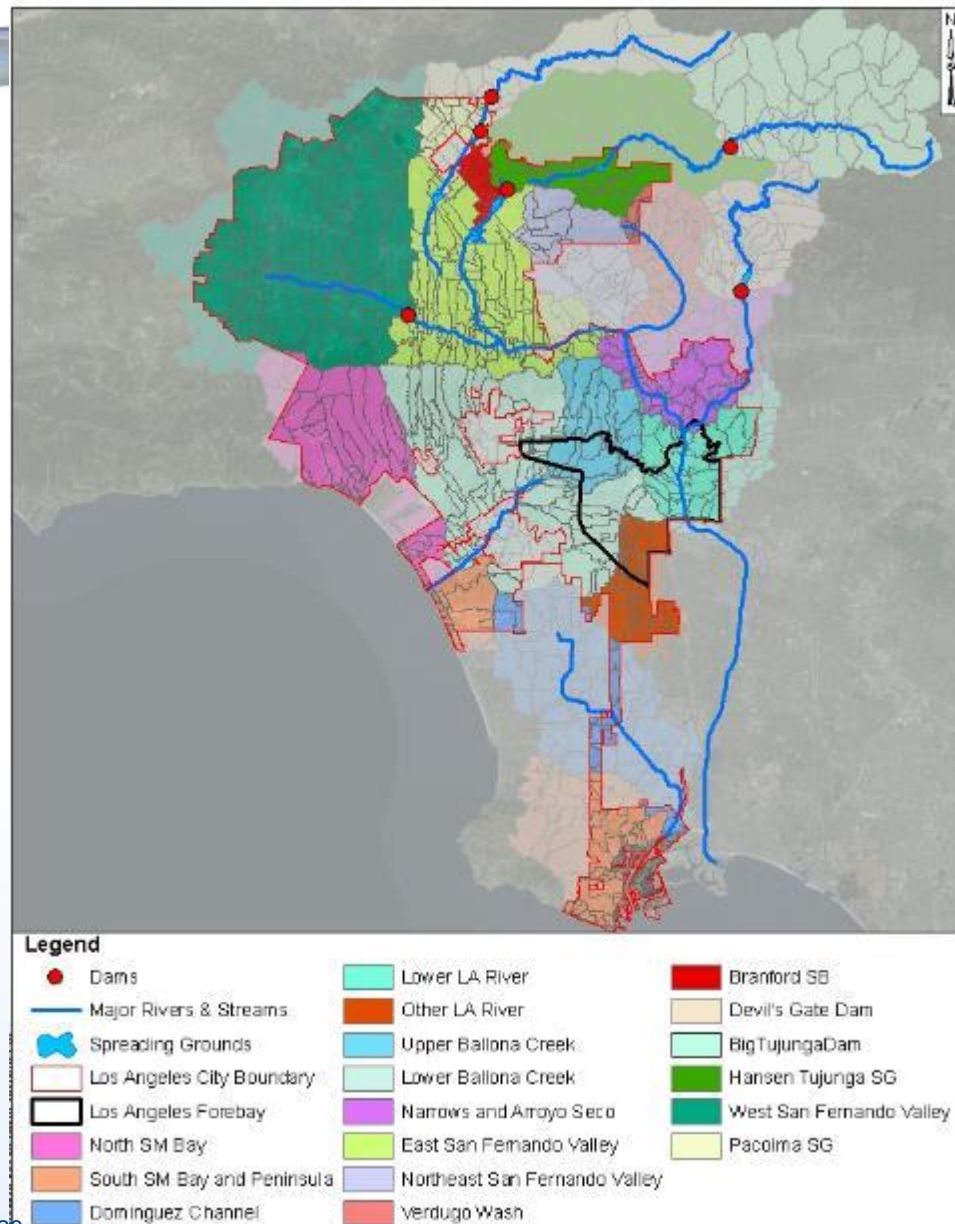 N
Legend
Dams
Major Rivers & Streams
Spreading Grounds
Los Angeles City Boundary
Los Angeles Forebay
North SM Bay
South SM Bay and Peninsula
Dominguez Channel
Lower LA River
Other LA River
Upper Ballona Creek
Lower Ballona Creek
Narrows and Arroyo Seco
East San Fernando Valley
Northeast San Fernando Valley
Verdugo Wash
Branford SB
Devil's Gate Dam
BigTujungaDam
Hansen Tujunga SG
West San Fernando Valley
Pacoima SG